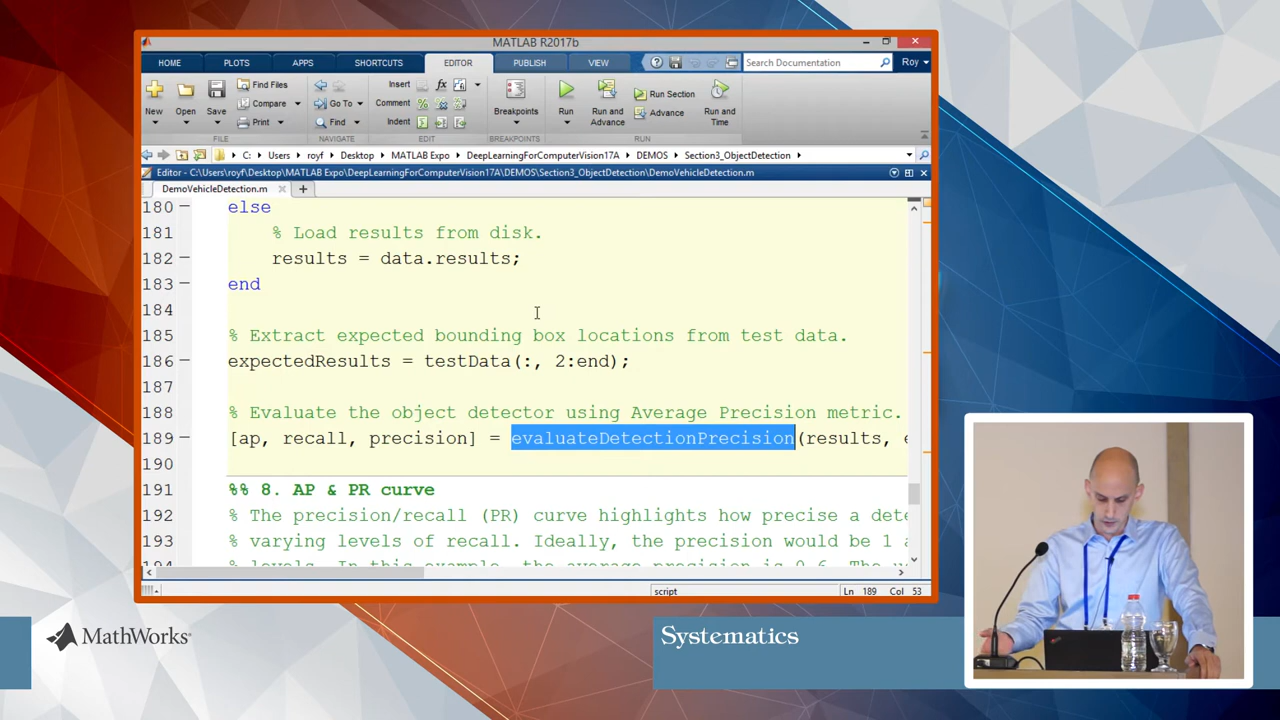 MATLAB R2017b
HOME PLOTS APPS SHORTCUTS EDITOR PUBLISH VIEW Search Documentation Roy
New Open Save Find Files Compare Print Go To Find Insert Comment Indent fx Breakpoints Run Run and Advance Run Section Advance Run and Time
FILE NAVIGATE EDIT BREAKPOINTS RUN
C: Users royf Desktop MATLAB Expo DeepLearningForComputerVision17A DEMOS Section3_ObjectDetection
Editor - C:\Users\royf\Desktop\MATLAB Expo\DeepLearningForComputerVision17A\DEMOS\Section3_ObjectDetection\DemoVehicleDetection.m
DemoVehicleDetection.m
180 else
181 % Load results from disk.
182 results = data.results;
183 end
184
185 % Extract expected bounding box locations from test data.
186 expectedResults = testData(:, 2:end);
187
188 % Evaluate the object detector using Average Precision metric.
189 [ap, recall, precision] = evaluateDetectionPrecision(results, e
190
191 %% 8. AP & PR curve
192 % The precision/recall (PR) curve highlights how precise a dete
193 % varying levels of recall. Ideally, the precision would be 1 a
script Ln 189 Col 53
MathWorks®
Systematics